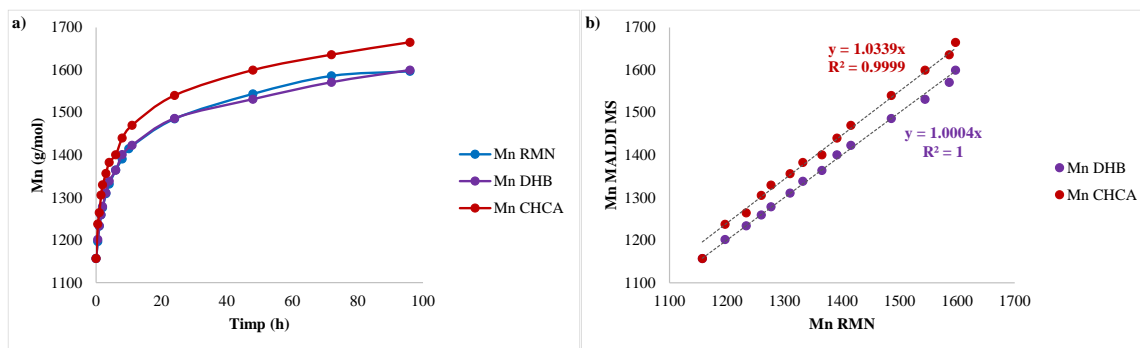 a)
1700
1600
1500
1400
1300
1200
1100
0
20
40
60
80
100
Mn (g/mol)
Timp (h)
Mn RMN
Mn DHB
Mn CHCA
b)
1700
1600
1500
1400
1300
1200
1100
1100
1200
1300
1400
1500
1600
1700
Mn MALDI MS
Mn RMN
y = 1.0339x
R² = 0.9999
y = 1.0004x
R² = 1
Mn DHB
Mn CHCA